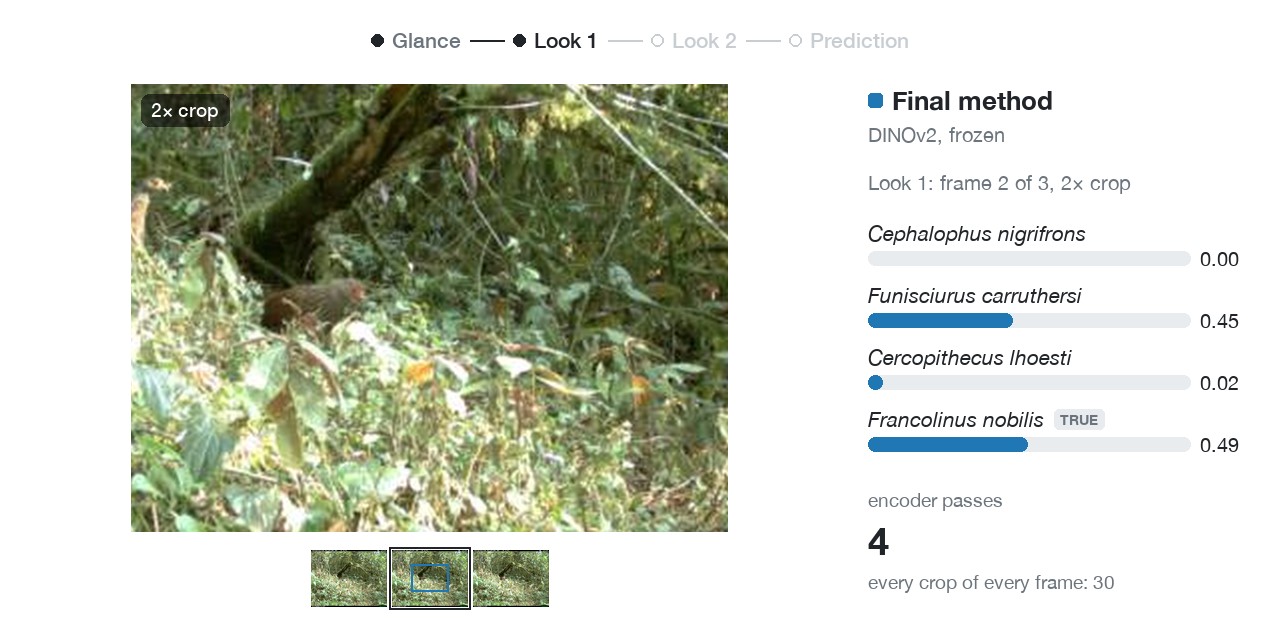 Glance
Look 1
Look 2
Prediction
2× crop
Final method
DINOv2, frozen
Look 1: frame 2 of 3, 2× crop
Cephalophus nigrifrons
0.00
Funisciurus carruthersi
0.45
Cercopithecus lhoesti
0.02
Francolinus nobilis TRUE
0.49
encoder passes
4
every crop of every frame: 30